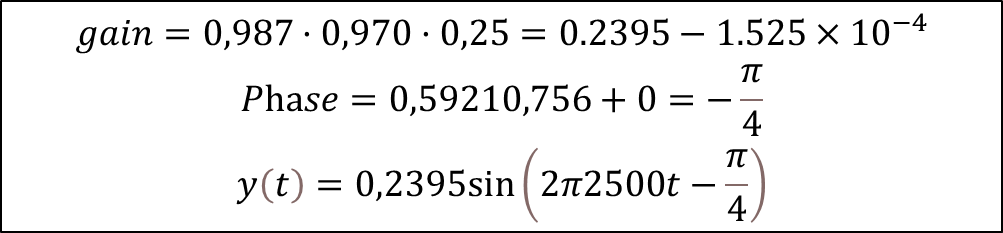 gain = 0,987 · 0,970 · 0,25 = 0.2395 − 1.525 × 10⁻⁴
Phase = 0,59210,756 + 0 = −π/4
y(t) = 0,2395sin(2π2500t − π/4)